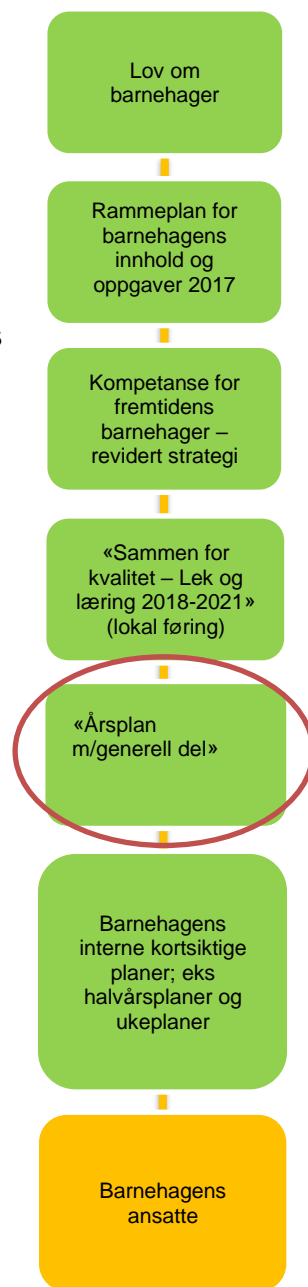 Lov om
barnehager
Rammeplan for
barnehagens
innhold og
oppgaver 2017
Kompetanse for
fremtidens
barnehager –
revidert strategi
«Sammen for
kvalitet – Lek og
læring 2018-2021»
(lokal føring)
«Årsplan
m/generell del»
Barnehagens
interne kortsiktige
planer; eks
halvårsplaner og
ukeplaner
Barnehagens
ansatte